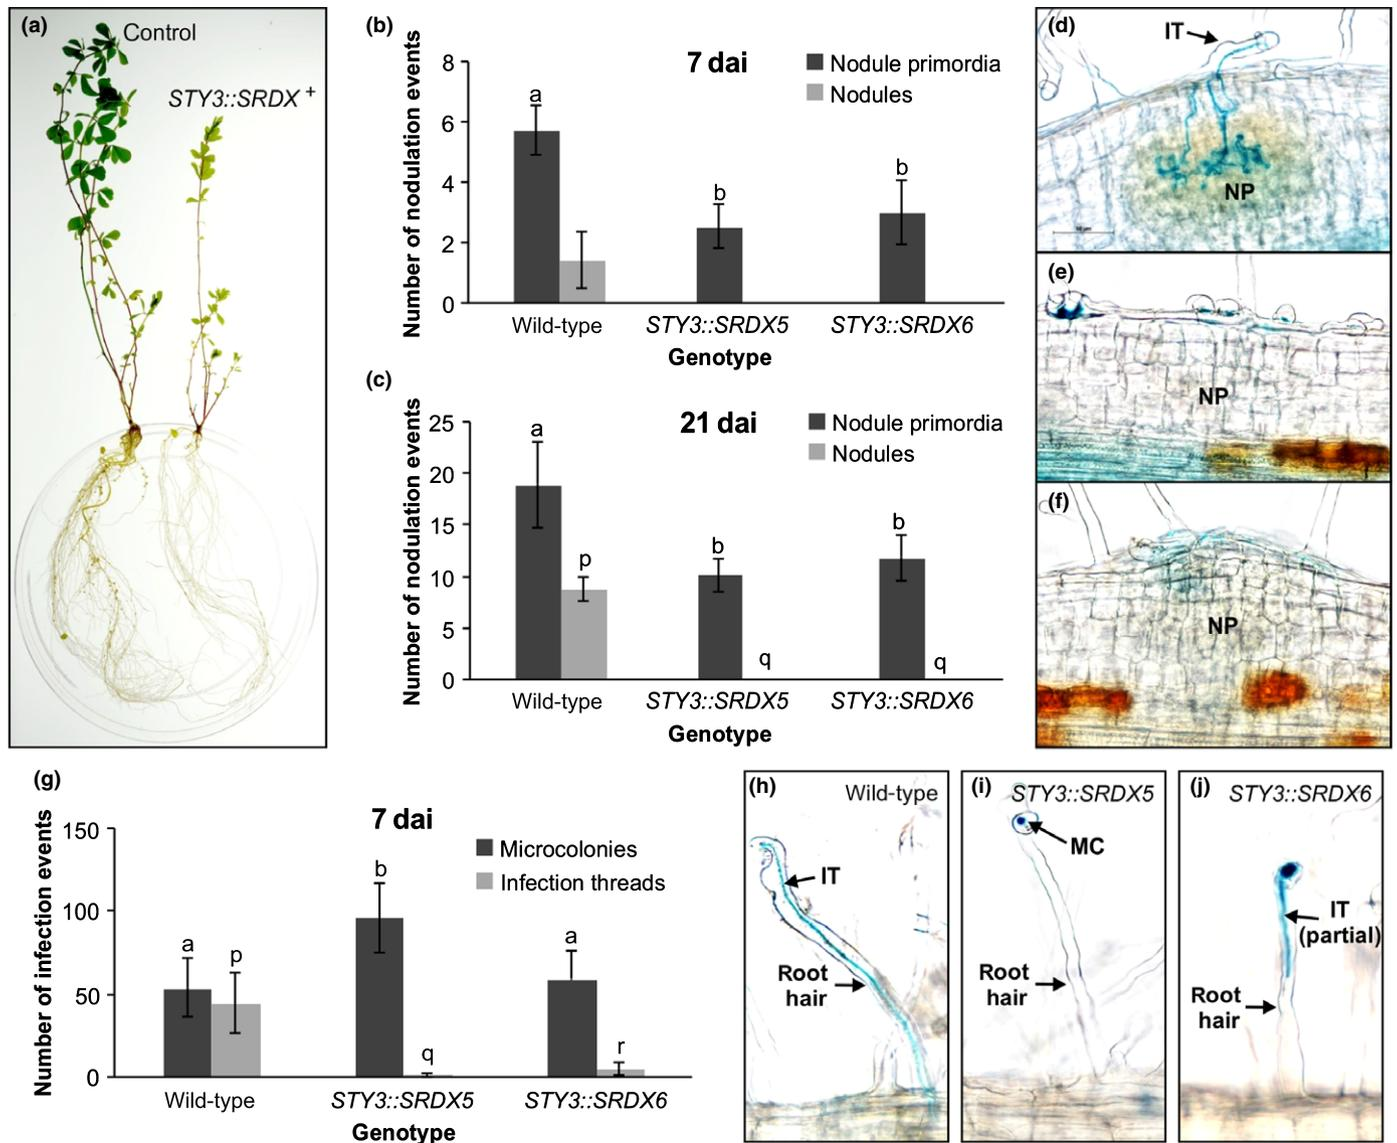 (a)
Control
STY3::SRDX +
(b)
7 dai
Nodule primordia
Nodules
Number of nodulation events
8
6
4
2
0
a
b
b
Wild-type
STY3::SRDX5
STY3::SRDX6
Genotype
(c)
21 dai
Nodule primordia
Nodules
Number of nodulation events
25
20
15
10
5
0
a
p
b
q
b
q
Wild-type
STY3::SRDX5
STY3::SRDX6
Genotype
(d)
IT
NP
(e)
NP
(f)
NP
(g)
7 dai
Microcolonies
Infection threads
Number of infection events
150
100
50
0
a
p
b
q
a
r
Wild-type
STY3::SRDX5
STY3::SRDX6
Genotype
(h)
Wild-type
IT
Root
hair
(i)
STY3::SRDX5
MC
Root
hair
(j)
STY3::SRDX6
IT
(partial)
Root
hair